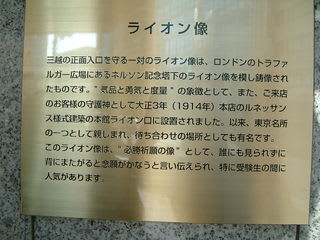 ライオン像
三越の正面入口を守る一対のライオン像は、ロンドンのトラファ
ルガー広場にあるネルソン記念塔下のライオン像を模し鋳像され
たものです。"気品と勇気と度量"の象徴として、また、ご来店
のお客様の守護神として大正3年（1914年）本店のルネッサン
ス様式建築の本館ライオン口に設置されました。以来、東京名所
の一つとして親しまれ、待ち合わせの場所としても有名です。
このライオン像は、"必勝祈願の像"として、誰にも見られずに
背にまたがると念願がかなうと言い伝えられ、特に受験生の間に
人気があります。